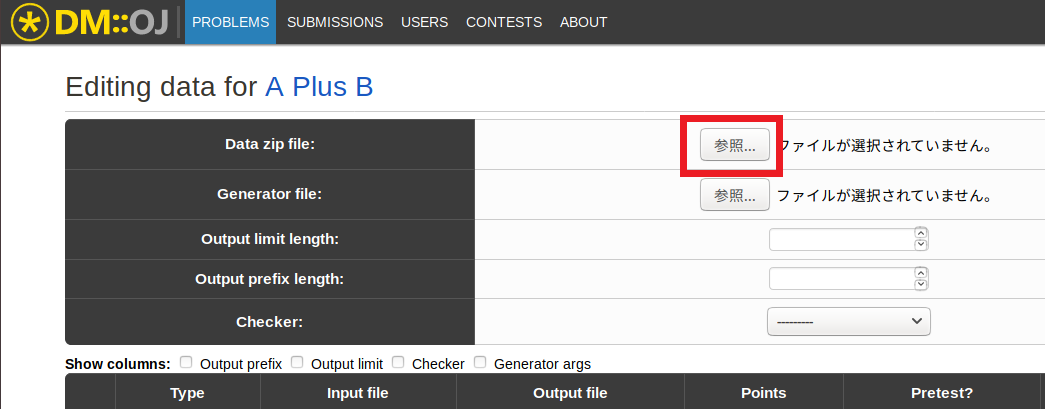 DM::OJ PROBLEMS SUBMISSIONS USERS CONTESTS ABOUT
Editing data for A Plus B
Data zip file: 参照... ファイルが選択されていません。
Generator file: 参照... ファイルが選択されていません。
Output limit length:
Output prefix length:
Checker: ---------
Show columns: Output prefix Output limit Checker Generator args
Type Input file Output file Points Pretest?